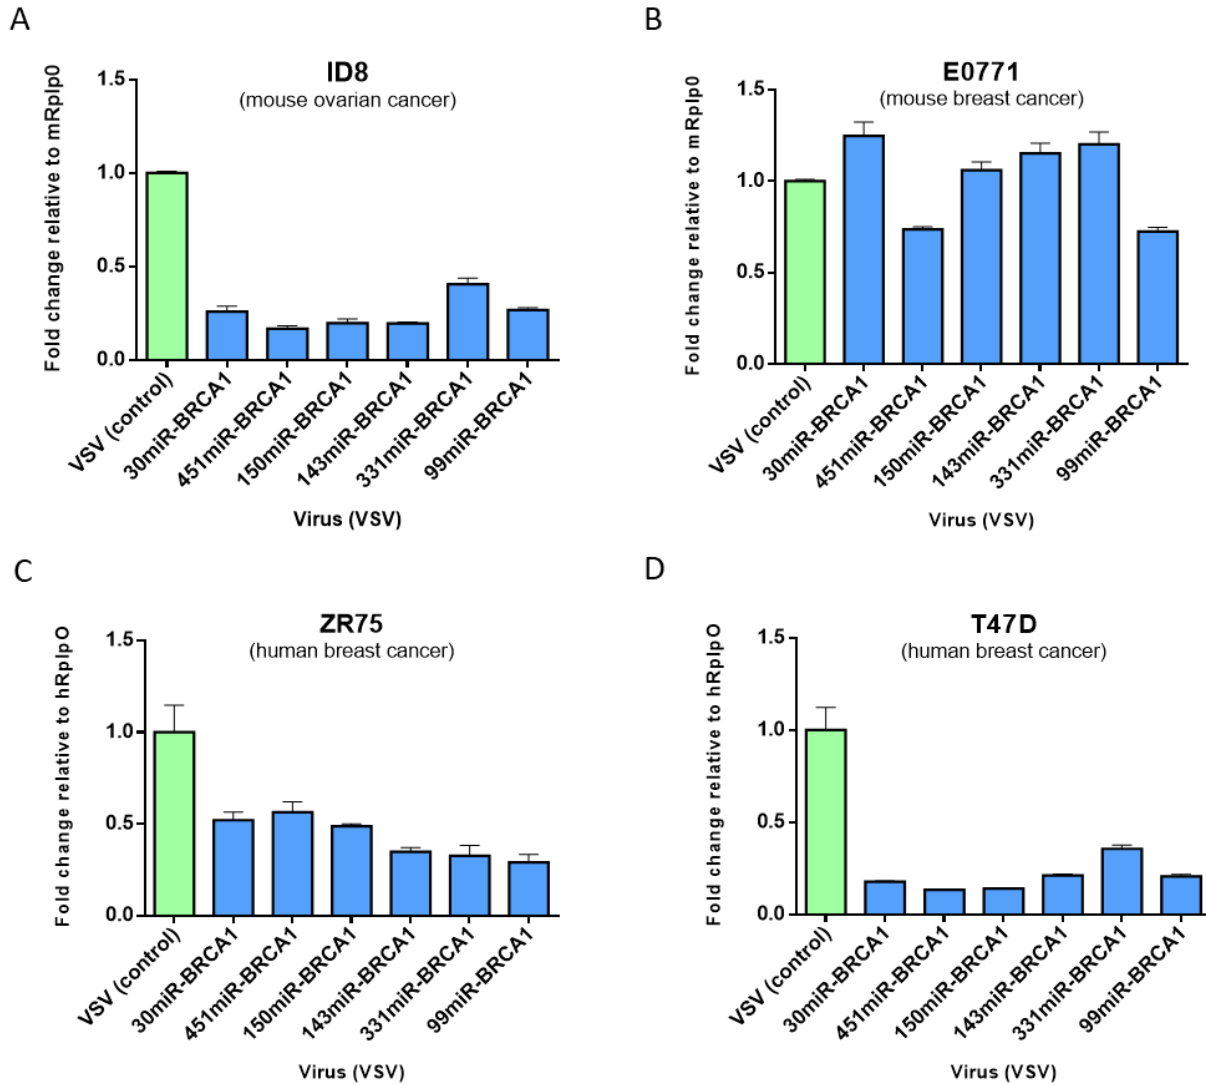 A
ID8
(mouse ovarian cancer)
Fold change relative to mRplp0
1.5
1.0
0.5
0.0
VSV (control)
30miR-BRCA1
451miR-BRCA1
150miR-BRCA1
143miR-BRCA1
331miR-BRCA1
99miR-BRCA1
Virus (VSV)
B
E0771
(mouse breast cancer)
Fold change relative to mRplp0
1.5
1.0
0.5
0.0
VSV (control)
30miR-BRCA1
451miR-BRCA1
150miR-BRCA1
143miR-BRCA1
331miR-BRCA1
99miR-BRCA1
Virus (VSV)
C
ZR75
(human breast cancer)
Fold change relative to hRplpO
1.5
1.0
0.5
0.0
VSV (control)
30miR-BRCA1
451miR-BRCA1
150miR-BRCA1
143miR-BRCA1
331miR-BRCA1
99miR-BRCA1
Virus (VSV)
D
T47D
(human breast cancer)
Fold change relative to hRplpO
1.5
1.0
0.5
0.0
VSV (control)
30miR-BRCA1
451miR-BRCA1
150miR-BRCA1
143miR-BRCA1
331miR-BRCA1
99miR-BRCA1
Virus (VSV)